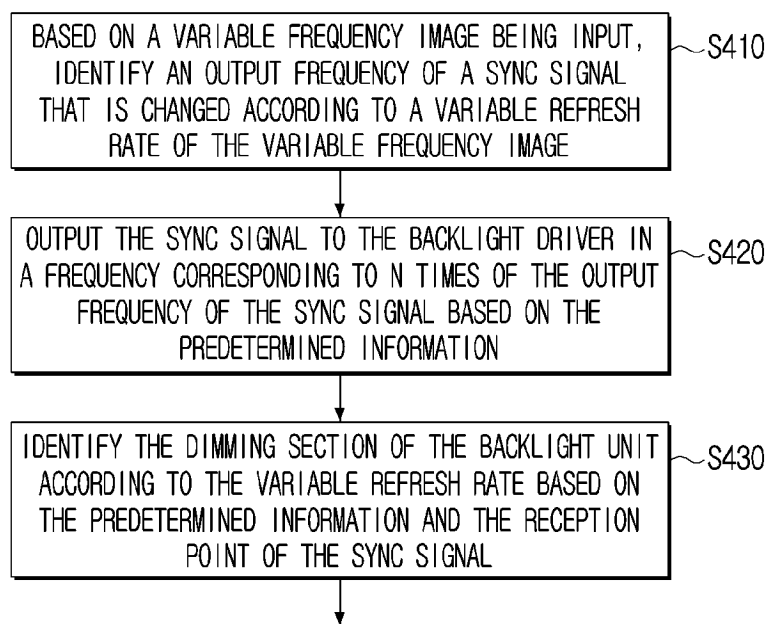 BASED ON A VARIABLE FREQUENCY IMAGE BEING INPUT,
IDENTIFY AN OUTPUT FREQUENCY OF A SYNC SIGNAL
THAT IS CHANGED ACCORDING TO A VARIABLE REFRESH
RATE OF THE VARIABLE FREQUENCY IMAGE
S410
OUTPUT THE SYNC SIGNAL TO THE BACKLIGHT DRIVER IN
A FREQUENCY CORRESPONDING TO N TIMES OF THE OUTPUT
FREQUENCY OF THE SYNC SIGNAL BASED ON THE
PREDETERMINED INFORMATION
S420
IDENTIFY THE DIMMING SECTION OF THE BACKLIGHT UNIT
ACCORDING TO THE VARIABLE REFRESH RATE BASED ON
THE PREDETERMINED INFORMATION AND THE RECEPTION
POINT OF THE SYNC SIGNAL
S430